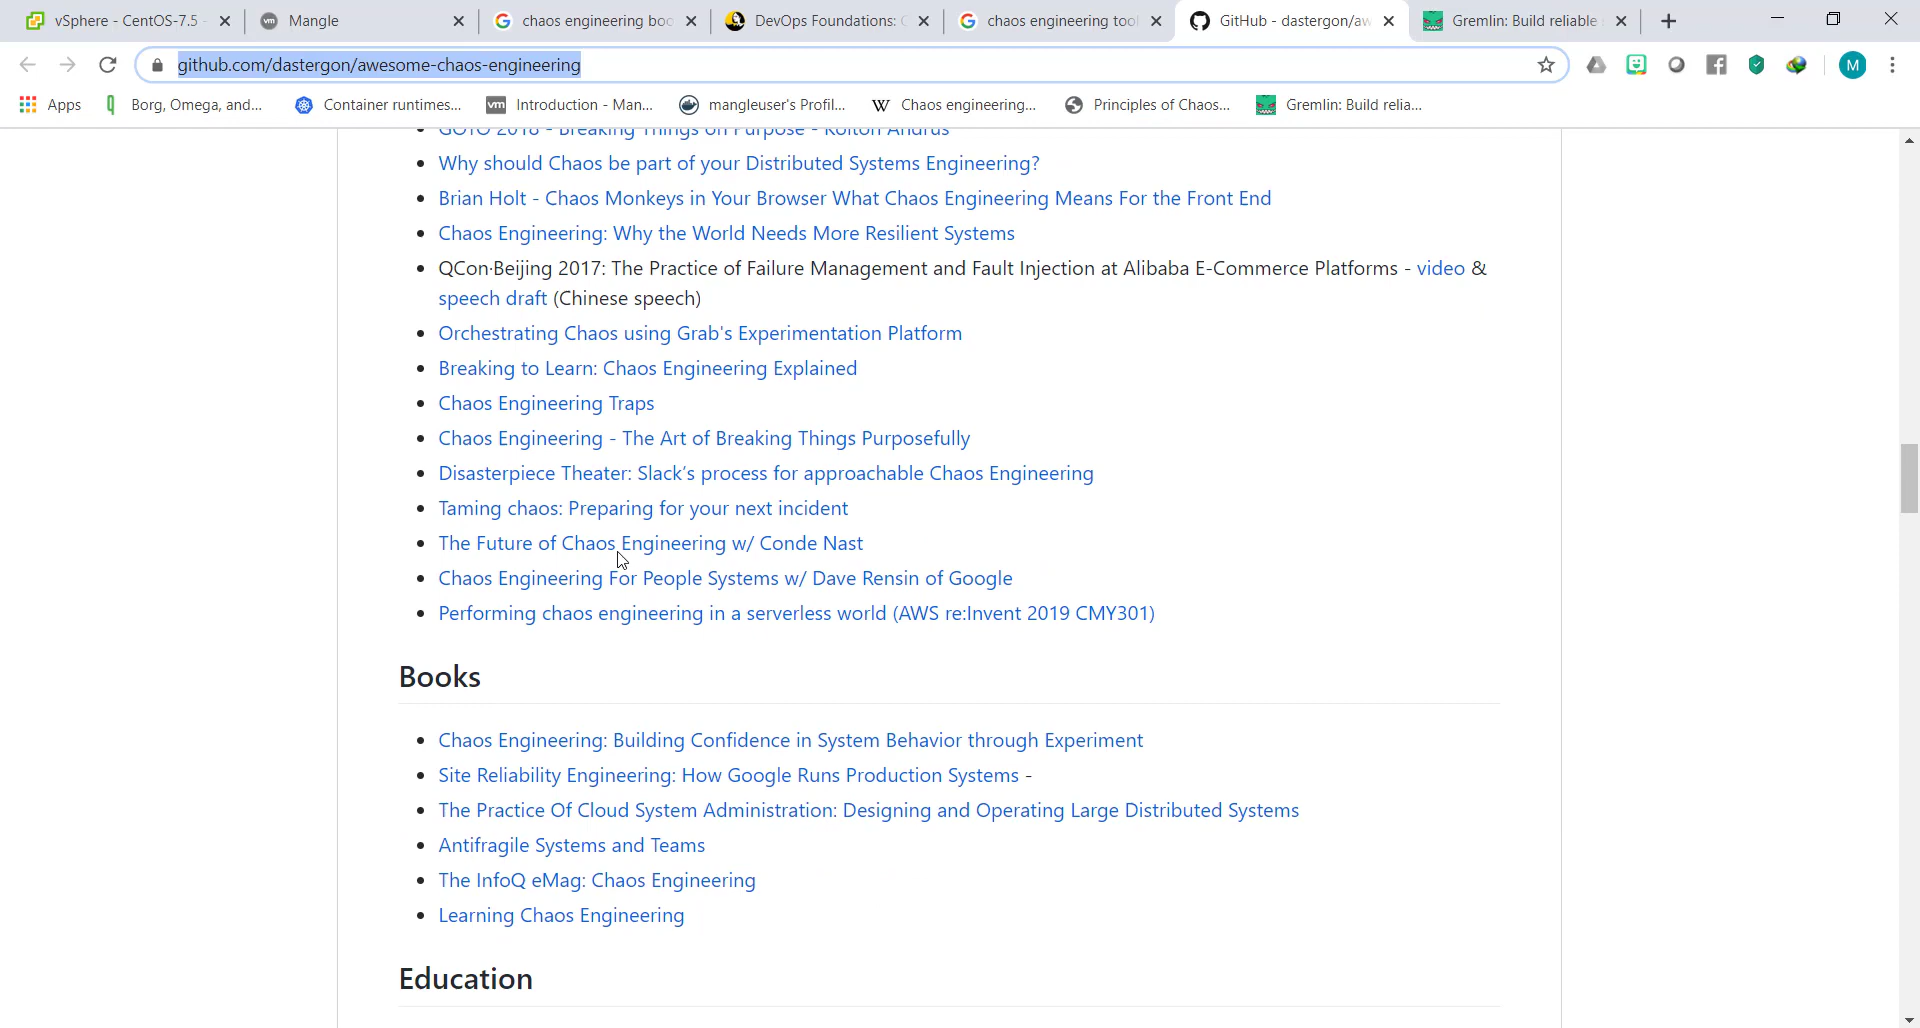 vSphere - CentOS-7.5 -
Mangle
chaos engineering boo
DevOps Foundations: C
chaos engineering tool
GitHub - dastergon/aw
Gremlin: Build reliable s
github.com/dastergon/awesome-chaos-engineering
M
Apps
Borg, Omega, and...
Container runtimes...
vm
Introduction - Man...
mangleuser's Profil...
W
Chaos engineering...
Principles of Chaos...
Gremlin: Build relia...
GOTO 2018 - Breaking Things on Purpose - Kolton Andrus
Why should Chaos be part of your Distributed Systems Engineering?
Brian Holt - Chaos Monkeys in Your Browser What Chaos Engineering Means For the Front End
Chaos Engineering: Why the World Needs More Resilient Systems
QCon·Beijing 2017: The Practice of Failure Management and Fault Injection at Alibaba E-Commerce Platforms - video &
speech draft (Chinese speech)
Orchestrating Chaos using Grab's Experimentation Platform
Breaking to Learn: Chaos Engineering Explained
Chaos Engineering Traps
Chaos Engineering - The Art of Breaking Things Purposefully
Disasterpiece Theater: Slack’s process for approachable Chaos Engineering
Taming chaos: Preparing for your next incident
The Future of Chaos Engineering w/ Conde Nast
Chaos Engineering For People Systems w/ Dave Rensin of Google
Performing chaos engineering in a serverless world (AWS re:Invent 2019 CMY301)
Books
Chaos Engineering: Building Confidence in System Behavior through Experiment
Site Reliability Engineering: How Google Runs Production Systems -
The Practice Of Cloud System Administration: Designing and Operating Large Distributed Systems
Antifragile Systems and Teams
The InfoQ eMag: Chaos Engineering
Learning Chaos Engineering
Education